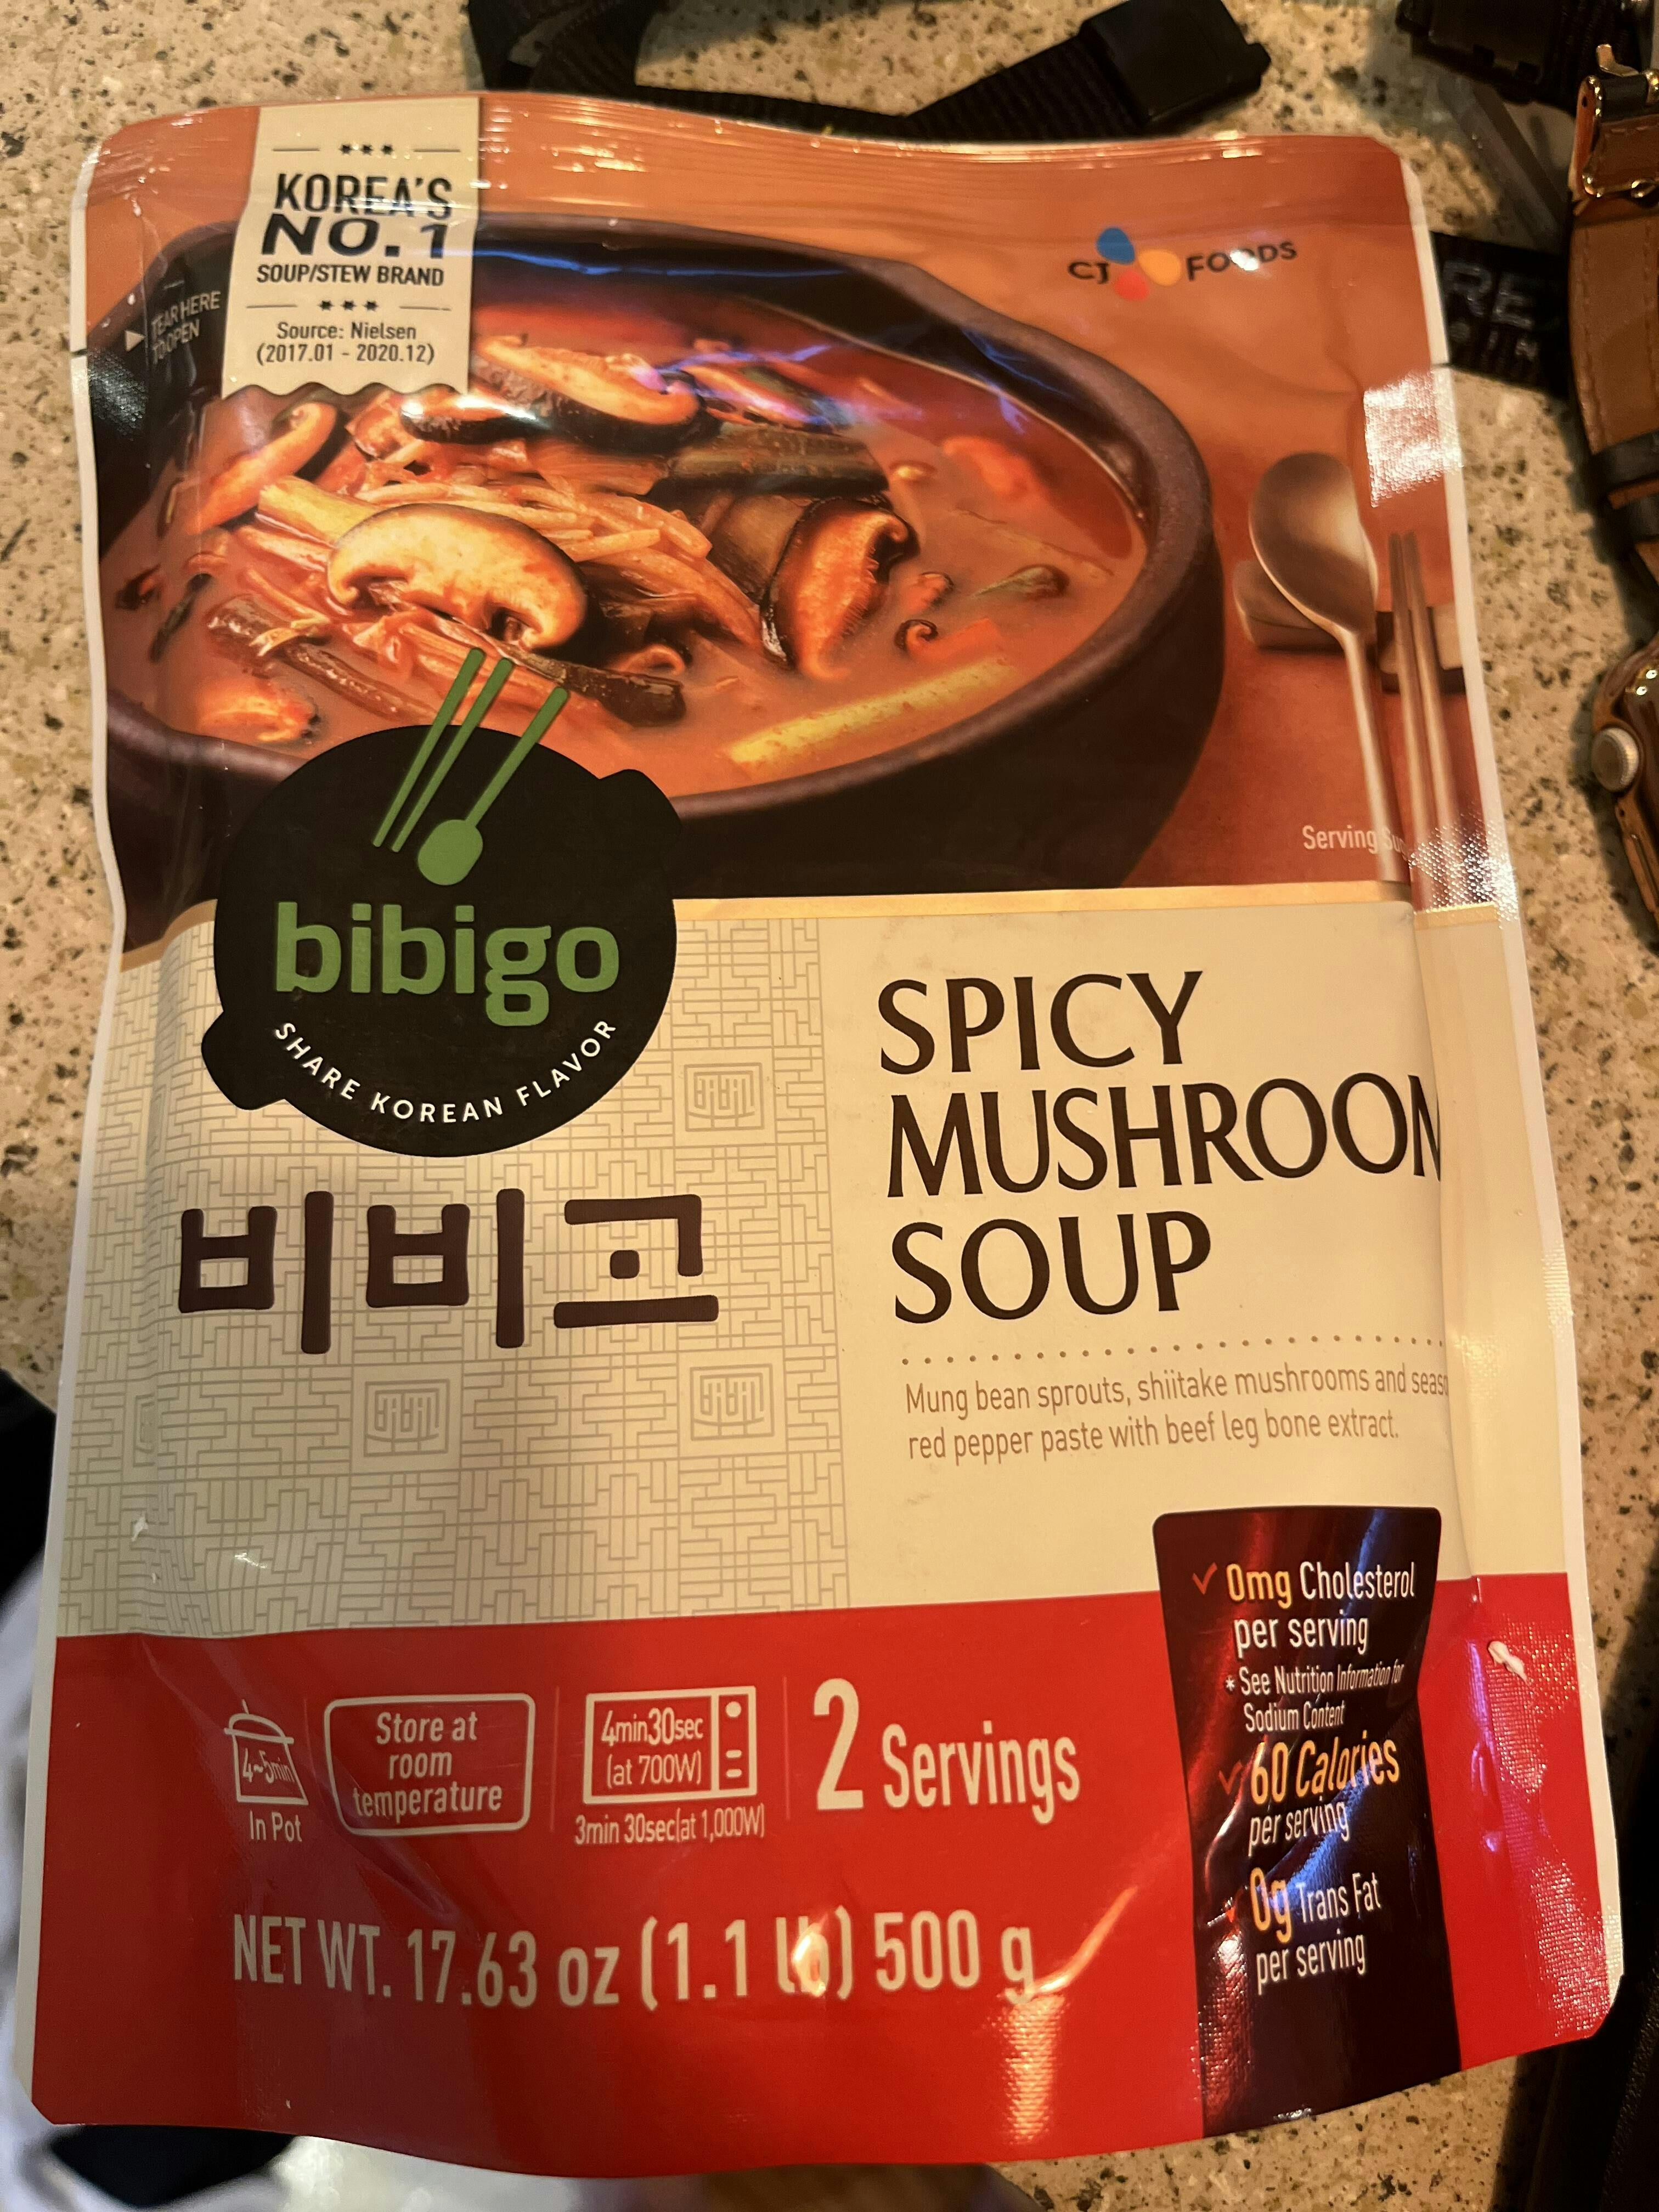 KOREA'S
NO.1
SOUP/STEW BRAND
Source: Nielsen
(2017.01 - 2020.12)
TEAR HERE
TO OPEN
CJ FOODS
RE
Serving
bibigo
SHARE KOREAN FLAVOR
비비고
SPICY
MUSHROOM
SOUP
Mung bean sprouts, shiitake mushrooms and
red pepper paste with beef leg bone extract.
0mg Cholesterol
per serving
* See Nutrition Information for
Sodium Content
60 Calories
per serving
0g Trans Fat
per serving
4~5min
In Pot
Store at
room
temperature
4min30sec
(at 700W)
3min 30sec(at 1,000W)
2 Servings
NET WT. 17.63 oz (1.1 lb) 500 g